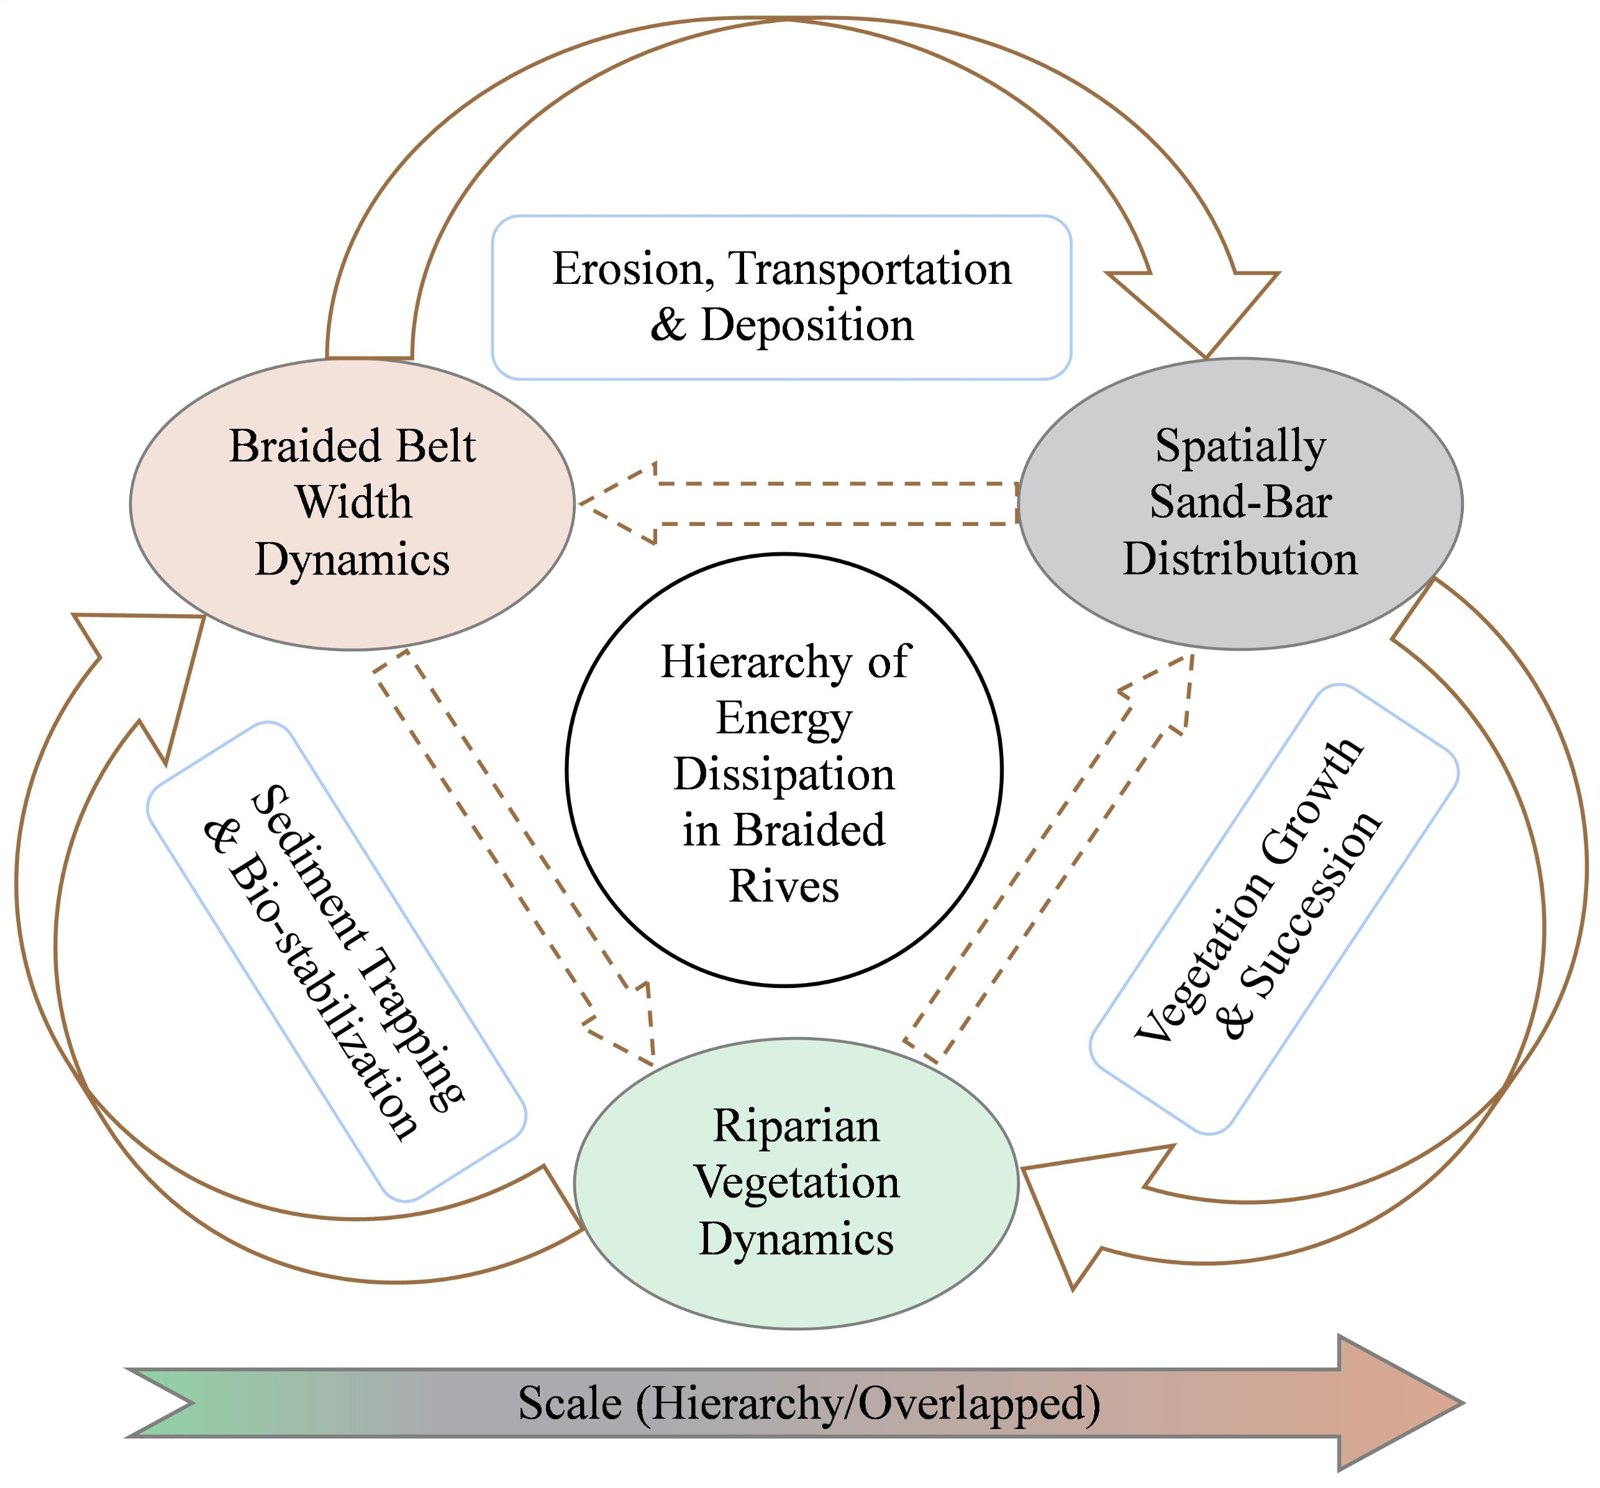 Erosion, Transportation
& Deposition
Braided Belt
Width
Dynamics
Spatially
Sand-Bar
Distribution
Hierarchy of
Energy
Dissipation
in Braided
Rives
Sediment Trapping
& Bio-stabilization
Vegetation Growth
& Succession
Riparian
Vegetation
Dynamics
Scale (Hierarchy/Overlapped)